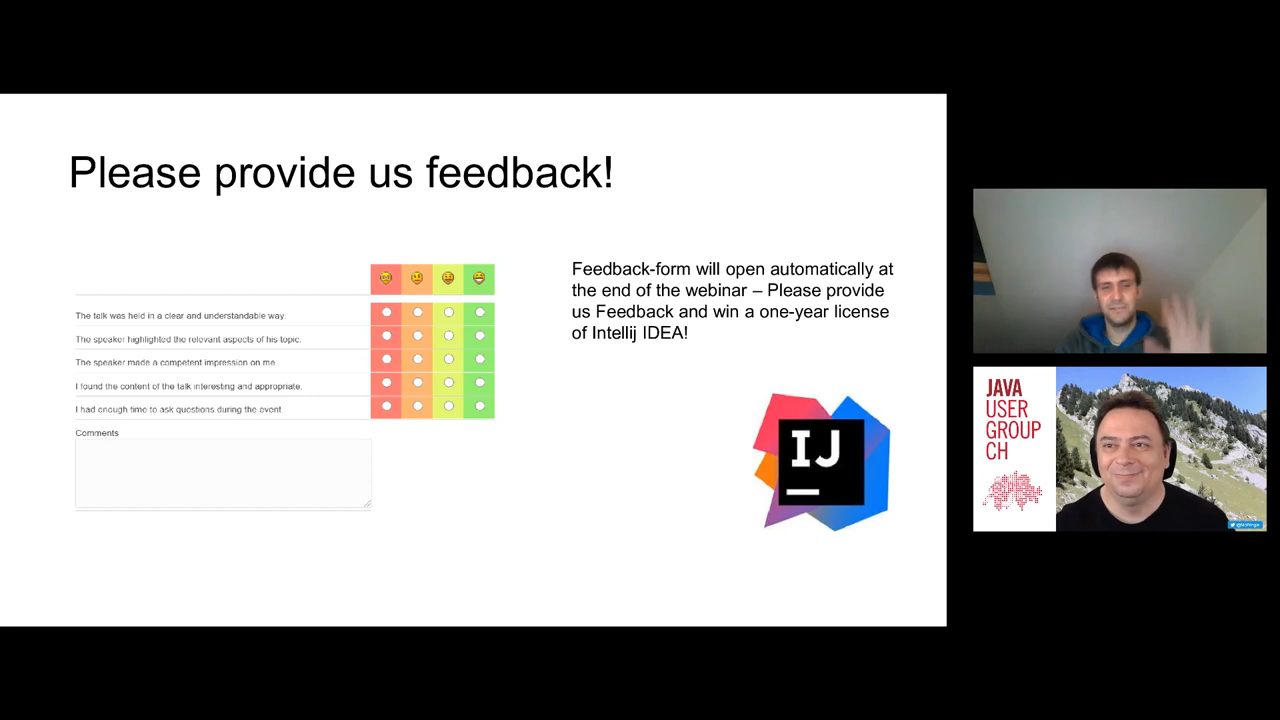 Please provide us feedback!
Feedback-form will open automatically at
the end of the webinar – Please provide
us Feedback and win a one-year license
of Intellij IDEA!
The talk was held in a clear and understandable way.
The speaker highlighted the relevant aspects of his topic.
The speaker made a competent impression on me
I found the content of the talk interesting and appropriate.
I had enough time to ask questions during the event
Comments
IJ
JAVA
USER
GROUP
CH